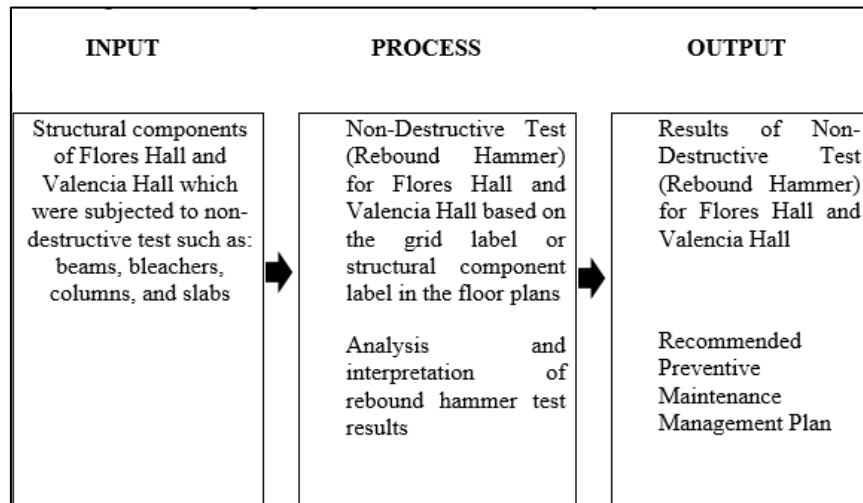 INPUT
PROCESS
OUTPUT
Structural components
of Flores Hall and
Valencia Hall which
were subjected to non-
destructive test such as:
beams, bleachers,
columns, and slabs
Non-Destructive Test
(Rebound Hammer)
for Flores Hall and
Valencia Hall based on
the grid label or
structural component
label in the floor plans
Analysis and
interpretation of
rebound hammer test
results
Results of Non-
Destructive Test
(Rebound Hammer)
for Flores Hall and
Valencia Hall
Recommended
Preventive
Maintenance
Management Plan